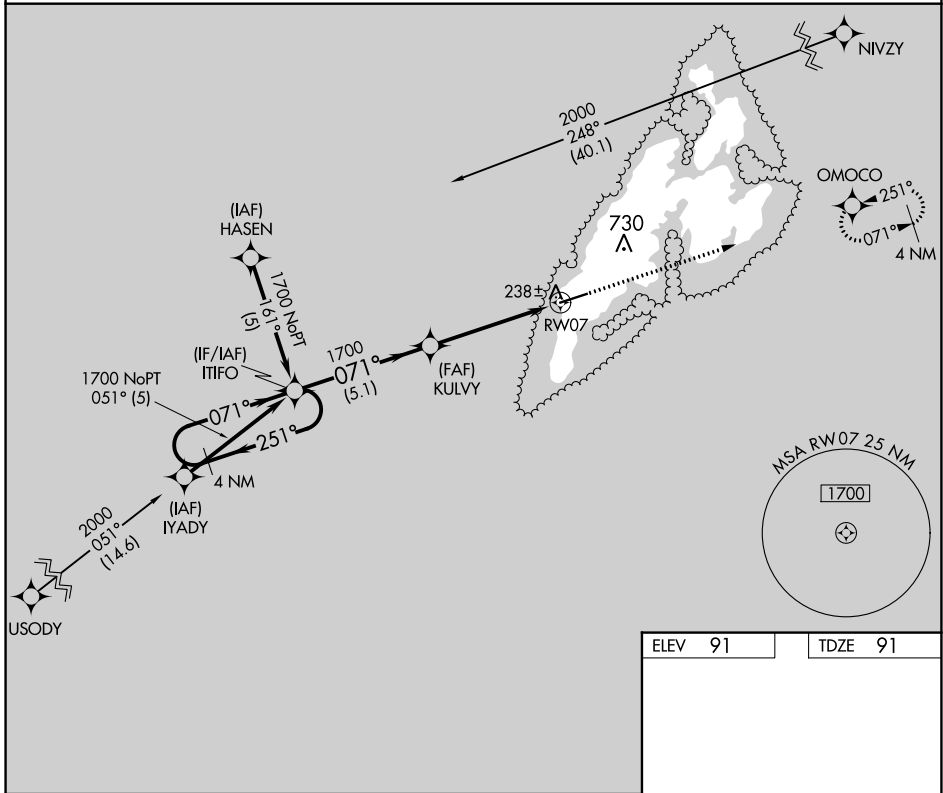 NIVZY
2000
248°
(40.1)
OMOCO
251°
071°
4 NM
(IAF)
HASEN
1700 NoPT
161°
(5)
730
238±
RW07
(IF/IAF)
ITIFO
1700
071°
(5.1)
(FAF)
KULVY
1700 NoPT
051° (5)
071°
251°
4 NM
(IAF)
IYADY
2000
051°
(14.6)
USODY
MSA RW07 25 NM
1700
ELEV 91
TDZE 91